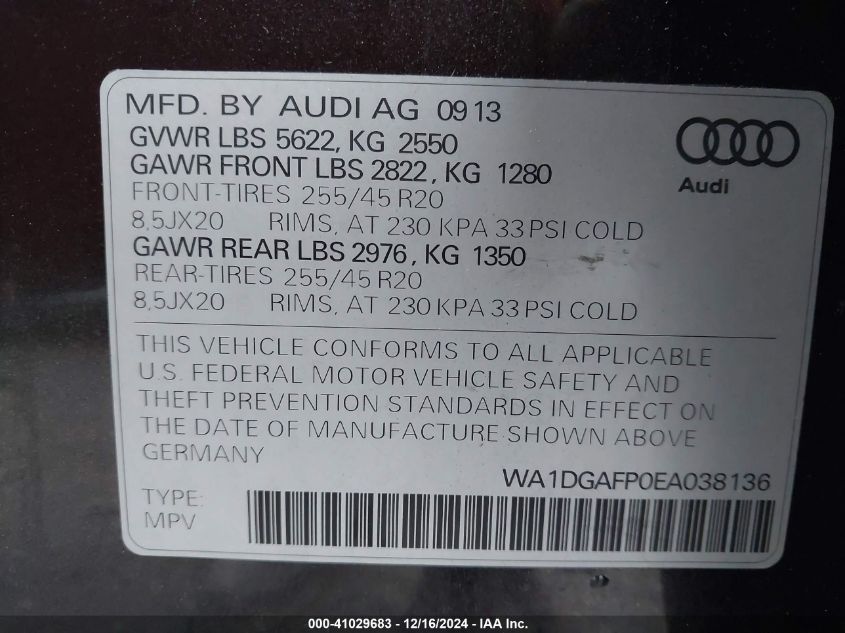 MFD. BY AUDI AG 09 13
GVWR LBS 5622, KG 2550
GAWR FRONT LBS 2822, KG 1280
FRONT-TIRES 255/45 R20
8,5JX20 RIMS, AT 230 KPA 33 PSI COLD
GAWR REAR LBS 2976, KG 1350
REAR-TIRES 255/45 R20
8,5JX20 RIMS, AT 230 KPA 33 PSI COLD
Audi
THIS VEHICLE CONFORMS TO ALL APPLICABLE
U.S. FEDERAL MOTOR VEHICLE SAFETY AND
THEFT PREVENTION STANDARDS IN EFFECT ON
THE DATE OF MANUFACTURE SHOWN ABOVE
GERMANY
WA1DGAFP0EA038136
TYPE:
MPV
000-41029683 - 12/16/2024 - IAA Inc.